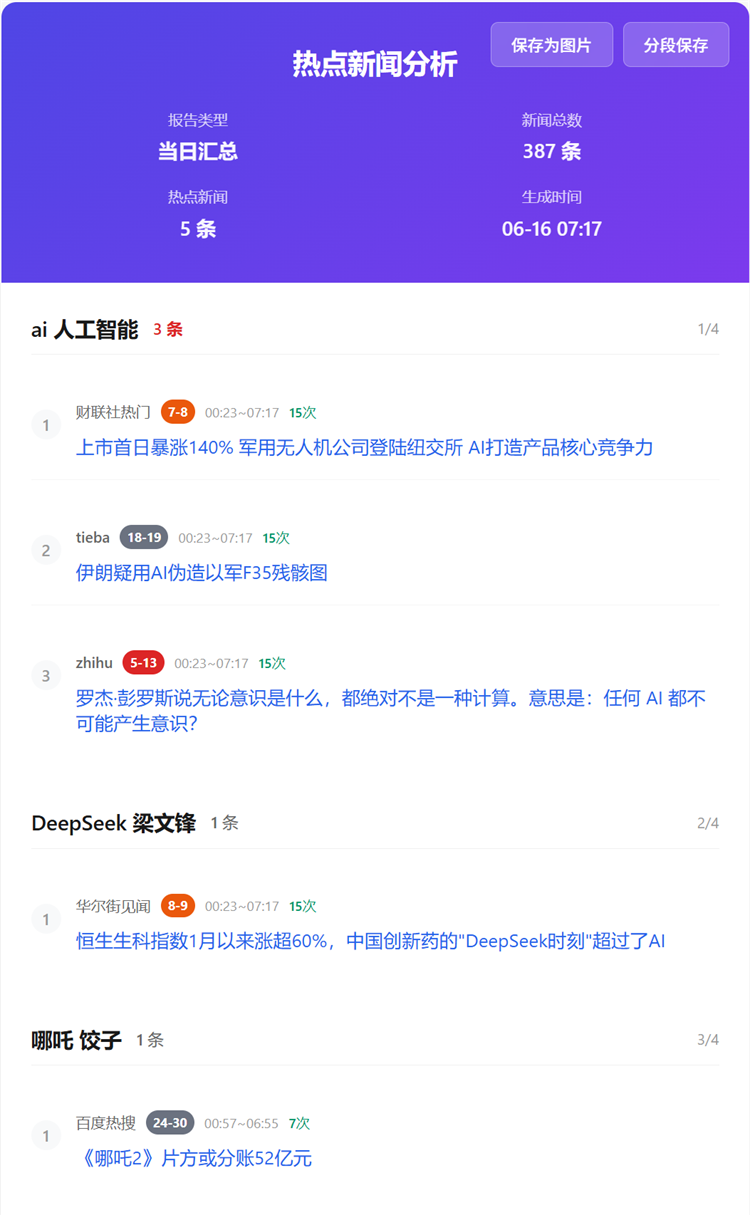 热点新闻分析
保存为图片
分段保存
报告类型
当日汇总
新闻总数
387 条
热点新闻
5 条
生成时间
06-16 07:17
ai 人工智能 3 条 1/4
1
财联社热门 7-8 00:23~07:17 15次
上市首日暴涨140% 军用无人机公司登陆纽交所 AI打造产品核心竞争力
2
tieba 18-19 00:23~07:17 15次
伊朗疑用AI伪造以军F35残骸图
3
zhihu 5-13 00:23~07:17 15次
罗杰·彭罗斯说无论意识是什么，都绝对不是一种计算。意思是：任何 AI 都不
可能产生意识？
DeepSeek 梁文锋 1 条 2/4
1
华尔街见闻 8-9 00:23~07:17 15次
恒生生科指数1月以来涨超60%，中国创新药的"DeepSeek时刻"超过了AI
哪吒 饺子 1 条 3/4
1
百度热搜 24-30 00:57~06:55 7次
《哪吒2》片方或分账52亿元